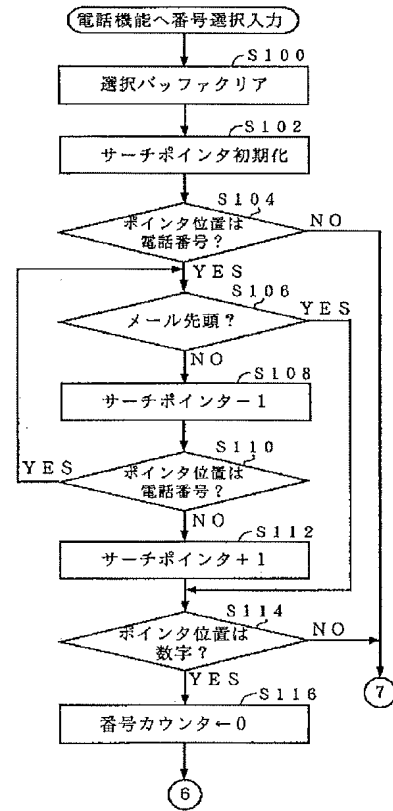 電話機能へ番号選択入力
S100
選択バッファクリア
S102
サーチポインタ初期化
S104
ポインタ位置は
電話番号?
NO
YES
S106
メール先頭?
YES
NO
S108
サーチポインタ−1
S110
YES
ポインタ位置は
電話番号?
NO
S112
サーチポインタ+1
S114
ポインタ位置は
数字?
NO
YES
S116
7
番号カウンタ←0
6